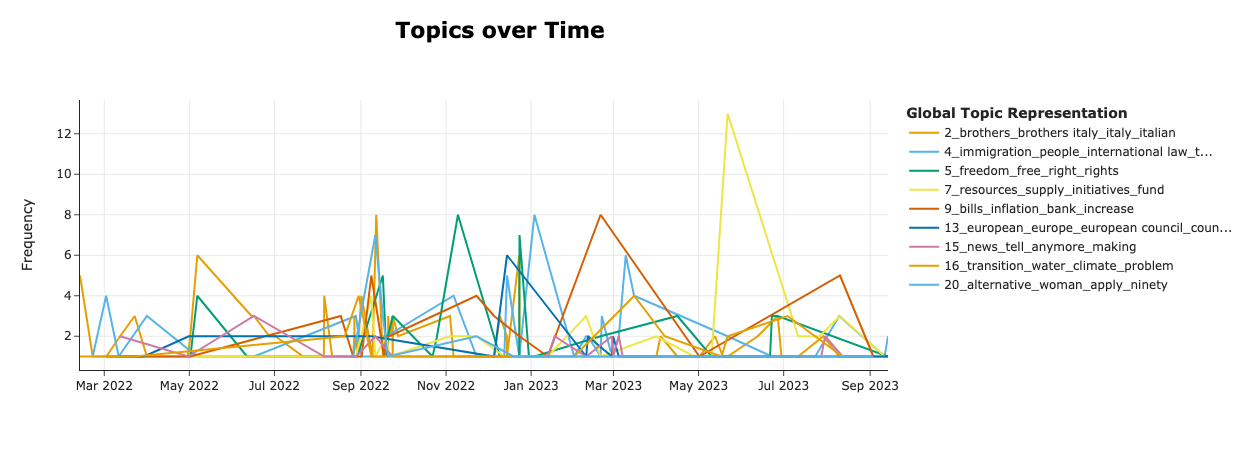 Topics over Time
Global Topic Representation
2_brothers_brothers italy_italy_italian
4_immigration_people_international law_t...
5_freedom_free_right_rights
7_resources_supply_initiatives_fund
9_bills_inflation_bank_increase
13_european_europe_european council_coun...
15_news_tell_anymore_making
16_transition_water_climate_problem
20_alternative_woman_apply_ninety
Frequency
12
10
8
6
4
2
Mar 2022 May 2022 Jul 2022 Sep 2022 Nov 2022 Jan 2023 Mar 2023 May 2023 Jul 2023 Sep 2023